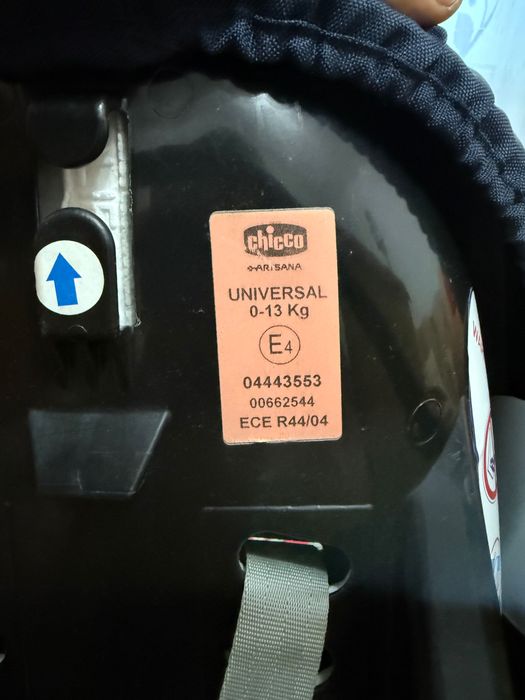 chicco
ARTSANA
UNIVERSAL
0-13 Kg
E4
04443553
00662544
ECE R44/04